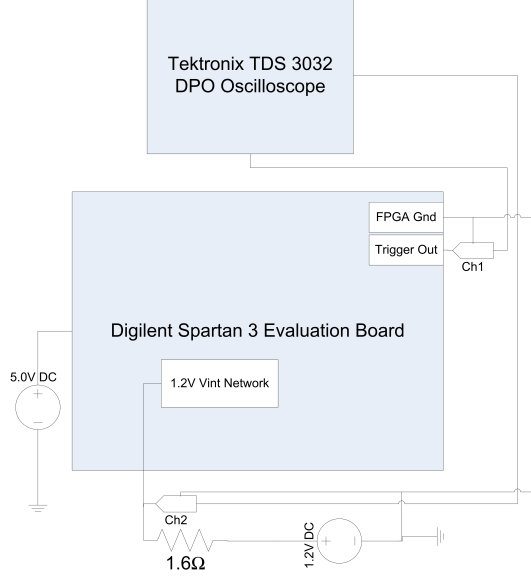 Tektronix TDS 3032
DPO Oscilloscope
FPGA Gnd
Trigger Out
Ch1
Digilent Spartan 3 Evaluation Board
5.0V DC
1.2V Vint Network
Ch2
1.6Ω
1.2V DC